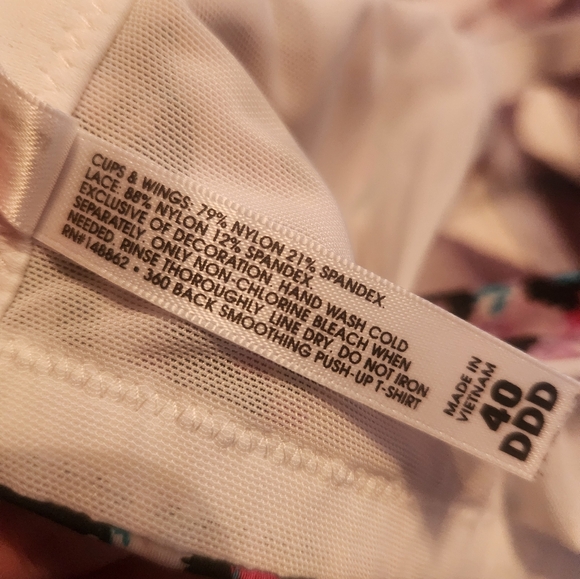 CUPS & WINGS: 79% NYLON 21% SPANDEX.
LACE: 88% NYLON 12% SPANDEX
EXCLUSIVE OF DECORATION. HAND WASH COLD
SEPARATELY. ONLY NON-CHLORINE BLEACH WHEN
NEEDED. RINSE THOROUGHLY. LINE DRY. DO NOT IRON
RN#148862 • 360 BACK SMOOTHING PUSH-UP T-SHIRT
MADE IN
VIETNAM
40
DDD